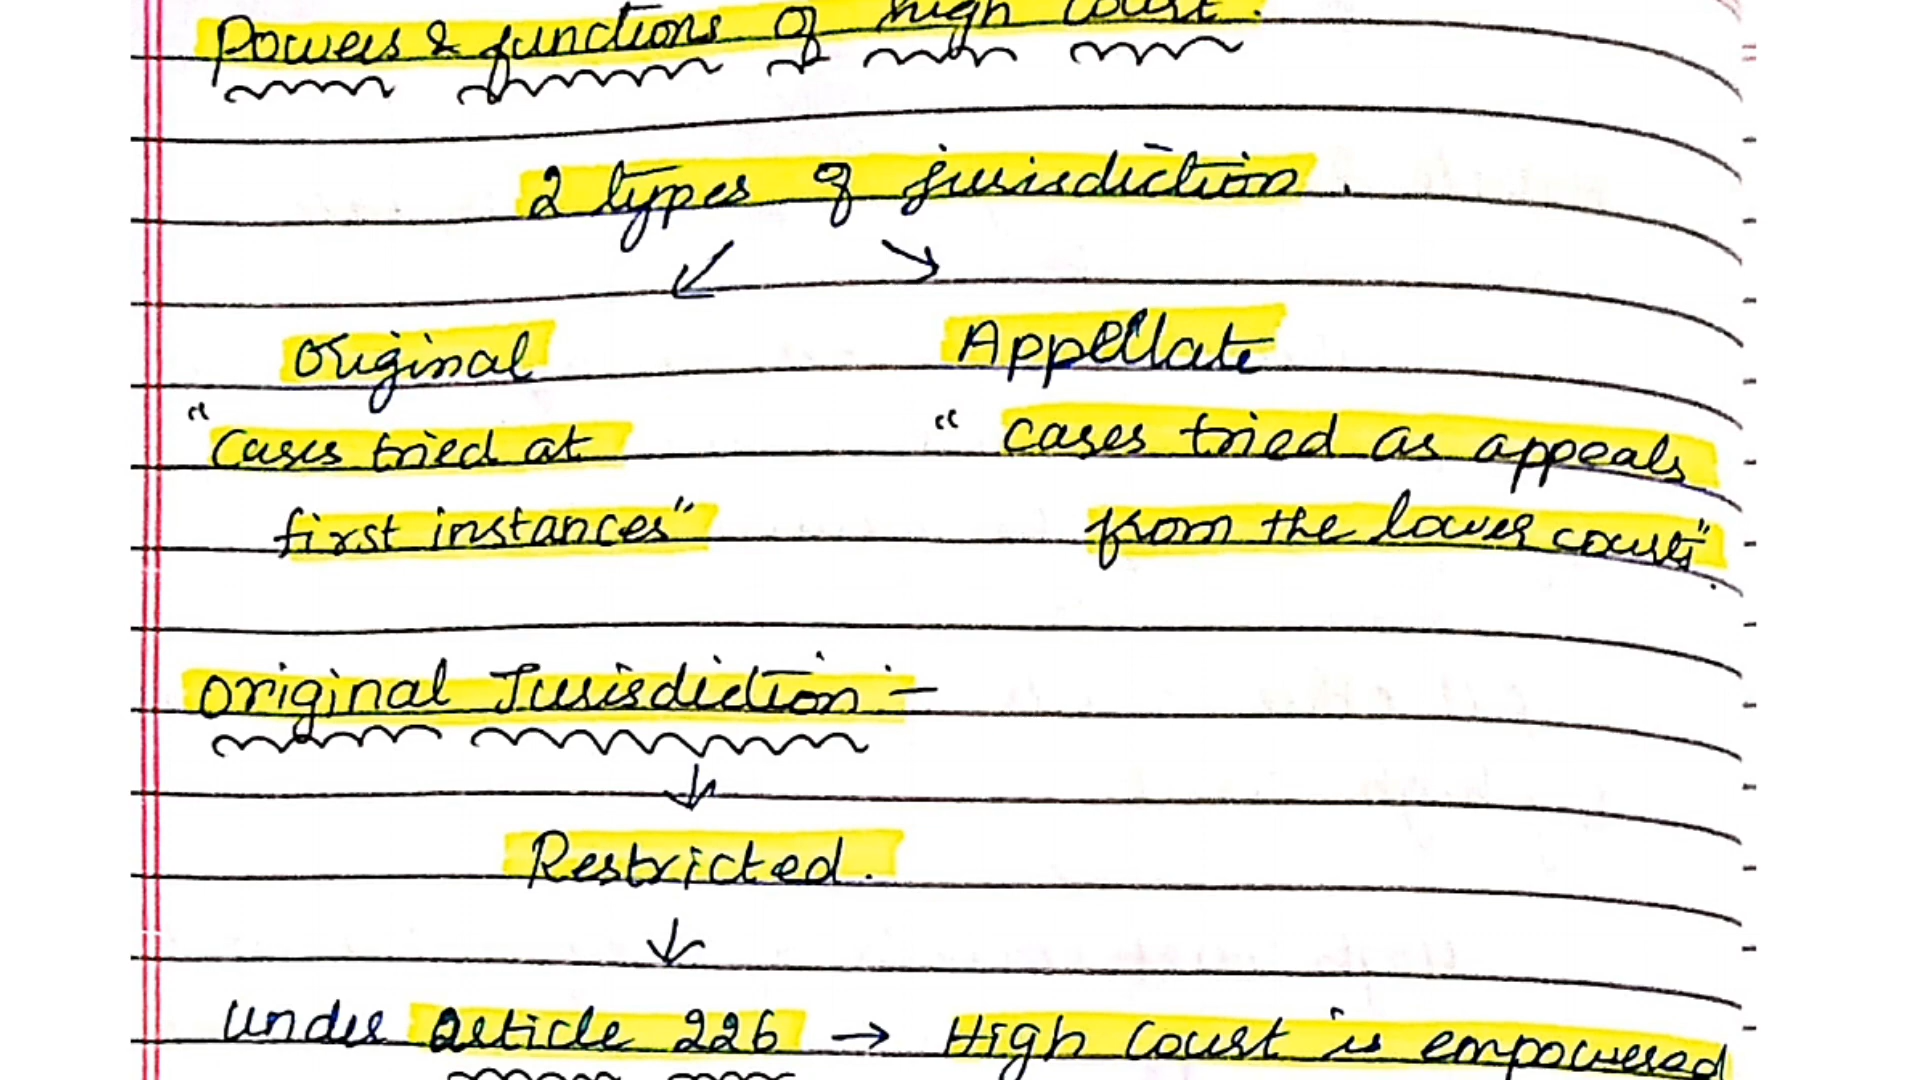 Powers & functions of high court.
2 types of jurisdiction.
Original Appellate
"Cases tried at "cases tried as appeals
first instances" from the lower court".
Original Jurisdiction :-
Restricted.
under article 226 → High Court is empowered